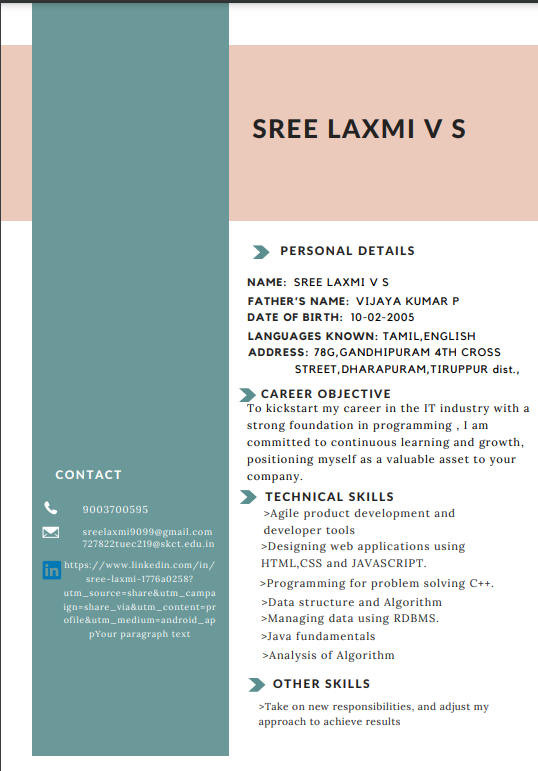 SREE LAXMI V S
PERSONAL DETAILS
NAME: SREE LAXMI V S
FATHER'S NAME: VIJAYA KUMAR P
DATE OF BIRTH: 10-02-2005
LANGUAGES KNOWN: TAMIL,ENGLISH
ADDRESS: 78G,GANDHIPURAM 4TH CROSS
STREET,DHARAPURAM,TIRUPPUR dist.,
CAREER OBJECTIVE
To kickstart my career in the IT industry with a
strong foundation in programming , I am
committed to continuous learning and growth,
positioning myself as a valuable asset to your
company.
TECHNICAL SKILLS
>Agile product development and
developer tools
>Designing web applications using
HTML,CSS and JAVASCRIPT.
>Programming for problem solving C++.
>Data structure and Algorithm
>Managing data using RDBMS.
>Java fundamentals
>Analysis of Algorithm
OTHER SKILLS
>Take on new responsibilities, and adjust my
approach to achieve results
CONTACT
9003700595
sreelaxmi9099@gmail.com
727822tuec219@skct.edu.in
in
https://www.linkedin.com/in/
sree-laxmi-1776a0258?
utm_source=share&utm_campa
ign=share_via&utm_content=pr
ofile&utm_medium=android_ap
pYour paragraph text